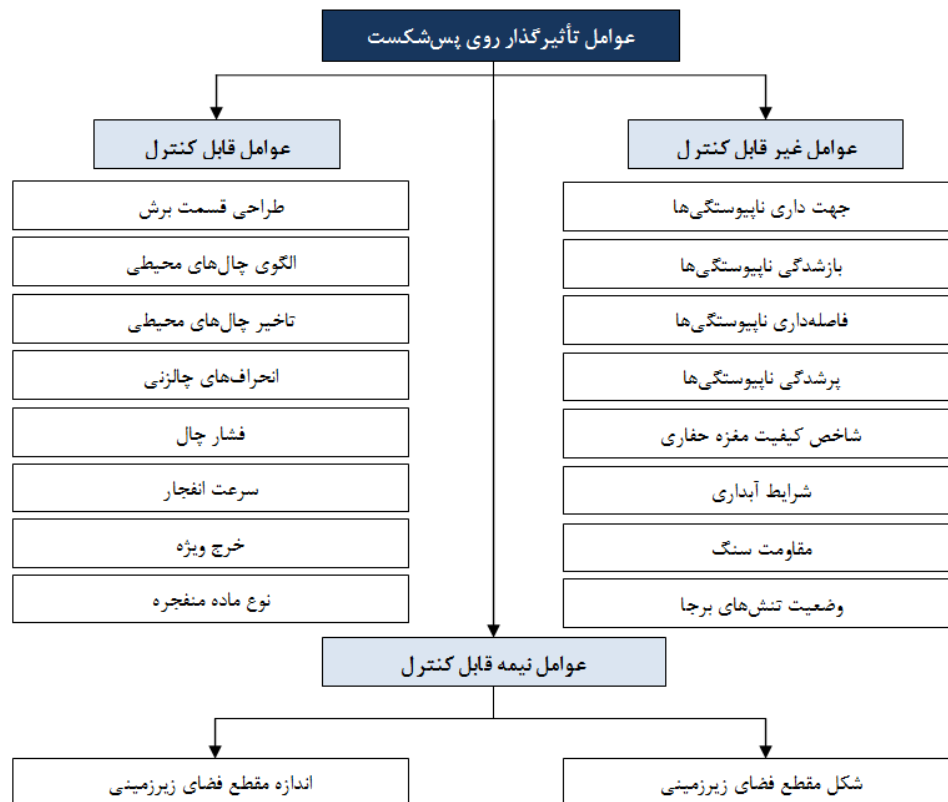 عوامل تأثیرگذار روی پس‌شکست
عوامل غیر قابل کنترل
جهت داری ناپیوستگی‌ها
بازشدگی ناپیوستگی‌ها
فاصله‌داری ناپیوستگی‌ها
پرشدگی ناپیوستگی‌ها
شاخص کیفیت مغزه حفاری
شرایط آبداری
مقاومت سنگ
وضعیت تنش‌های برجا
عوامل قابل کنترل
طراحی قسمت برش
الگوی چال‌های محیطی
تاخیر چال‌های محیطی
انحراف‌های چالزنی
فشار چال
سرعت انفجار
خرج ویژه
نوع ماده منفجره
عوامل نیمه قابل کنترل
شکل مقطع فضای زیرزمینی
اندازه مقطع فضای زیرزمینی